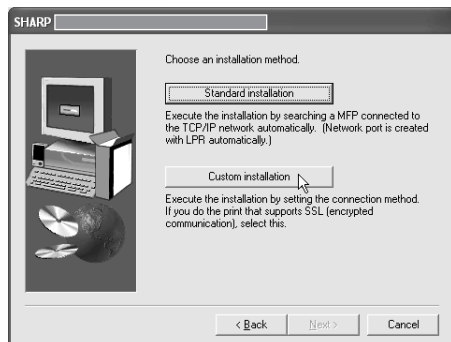 SHARP
Choose an installation method.
Standard installation
Execute the installation by searching a MFP connected to
the TCP/IP network automatically. (Network port is created
with LPR automatically.)
Custom installation
Execute the installation by setting the connection method.
If you do the print that supports SSL (encrypted
communication), select this.
< Back
Next >
Cancel